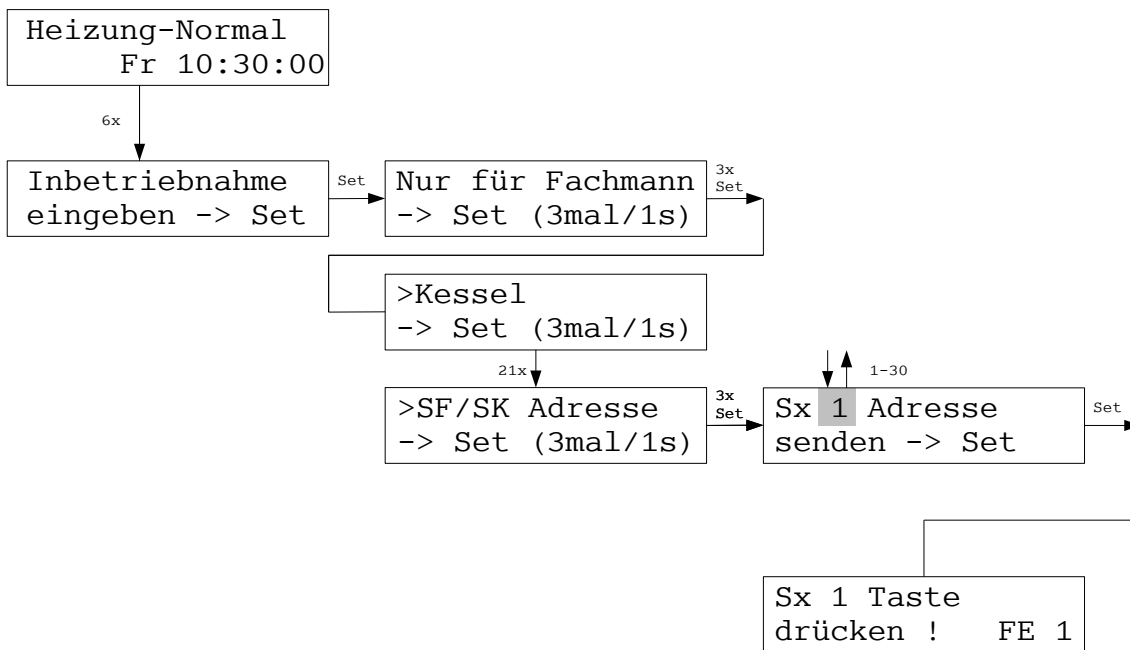 Heizung-Normal
Fr 10:30:00
6x
Inbetriebnahme
eingeben -> Set
Set
Nur für Fachmann
-> Set (3mal/1s)
3x
Set
>Kessel
-> Set (3mal/1s)
21x
>SF/SK Adresse
-> Set (3mal/1s)
3x
Set
1-30
Sx 1 Adresse
senden -> Set
Set
Sx 1 Taste
drücken ! FE 1